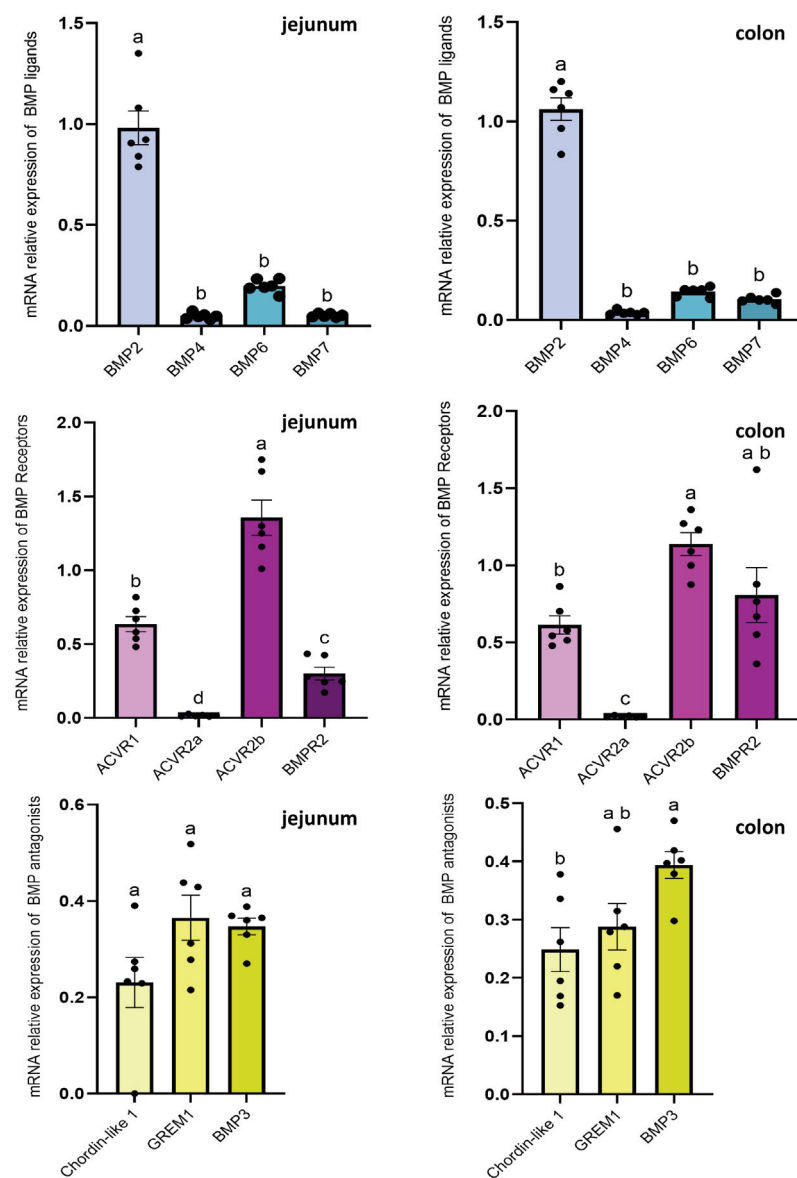 jejunum
mRNA relative expression of BMP ligands
1.5
1.0
0.5
0.0
a
b
b
b
BMP2
BMP4
BMP6
BMP7
colon
mRNA relative expression of BMP ligands
1.5
1.0
0.5
0.0
a
b
b
b
BMP2
BMP4
BMP6
BMP7
jejunum
mRNA relative expression of BMP Receptors
2.0
1.5
1.0
0.5
0.0
b
d
a
c
ACVR1
ACVR2a
ACVR2b
BMPR2
colon
mRNA relative expression of BMP Receptors
2.0
1.5
1.0
0.5
0.0
b
c
a
a b
ACVR1
ACVR2a
ACVR2b
BMPR2
jejunum
mRNA relative expression of BMP antagonists
0.6
0.4
0.2
0.0
a
a
a
Chordin-like 1
GREM1
BMP3
colon
mRNA relative expression of BMP antagonists
0.5
0.4
0.3
0.2
0.1
0.0
b
a b
a
Chordin-like 1
GREM1
BMP3